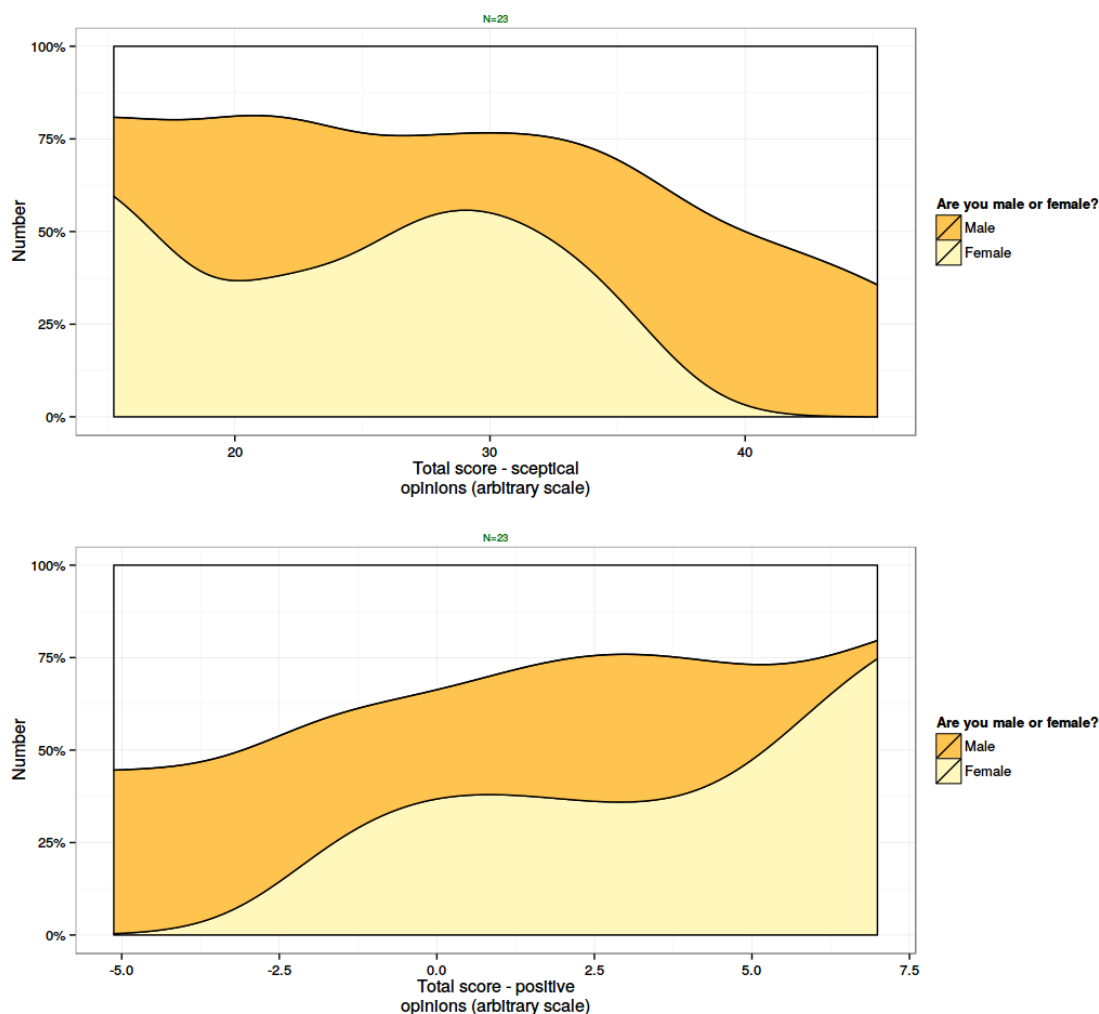 N=23
100%
75%
50%
25%
0%
Number
20
30
40
Total score - sceptical
opinions (arbitrary scale)
Are you male or female?
Male
Female
N=23
100%
75%
50%
25%
0%
Number
-5.0
-2.5
0.0
2.5
5.0
7.5
Total score - positive
opinions (arbitrary scale)
Are you male or female?
Male
Female